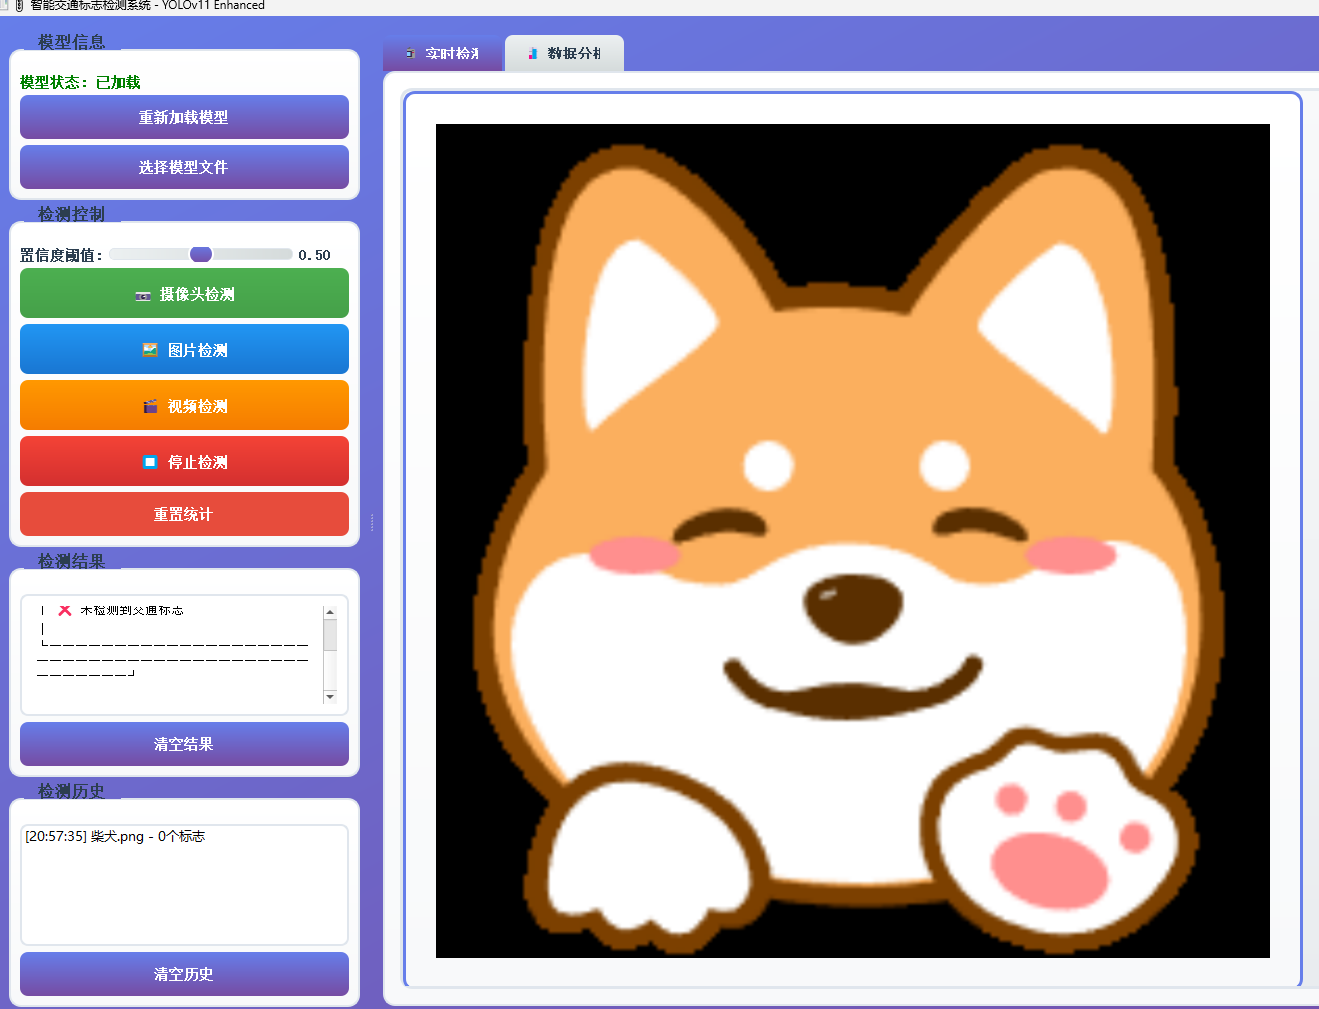 智能交通标志检测系统 - YOLOv11 Enhanced
模型信息
模型状态：已加载
重新加载模型
选择模型文件
检测控制
置信度阈值：
0.50
摄像头检测
图片检测
视频检测
停止检测
重置统计
检测结果
未检测到交通标志
清空结果
检测历史
[20:57:35] 柴犬.png - 0个标志
清空历史
实时检测
数据分析